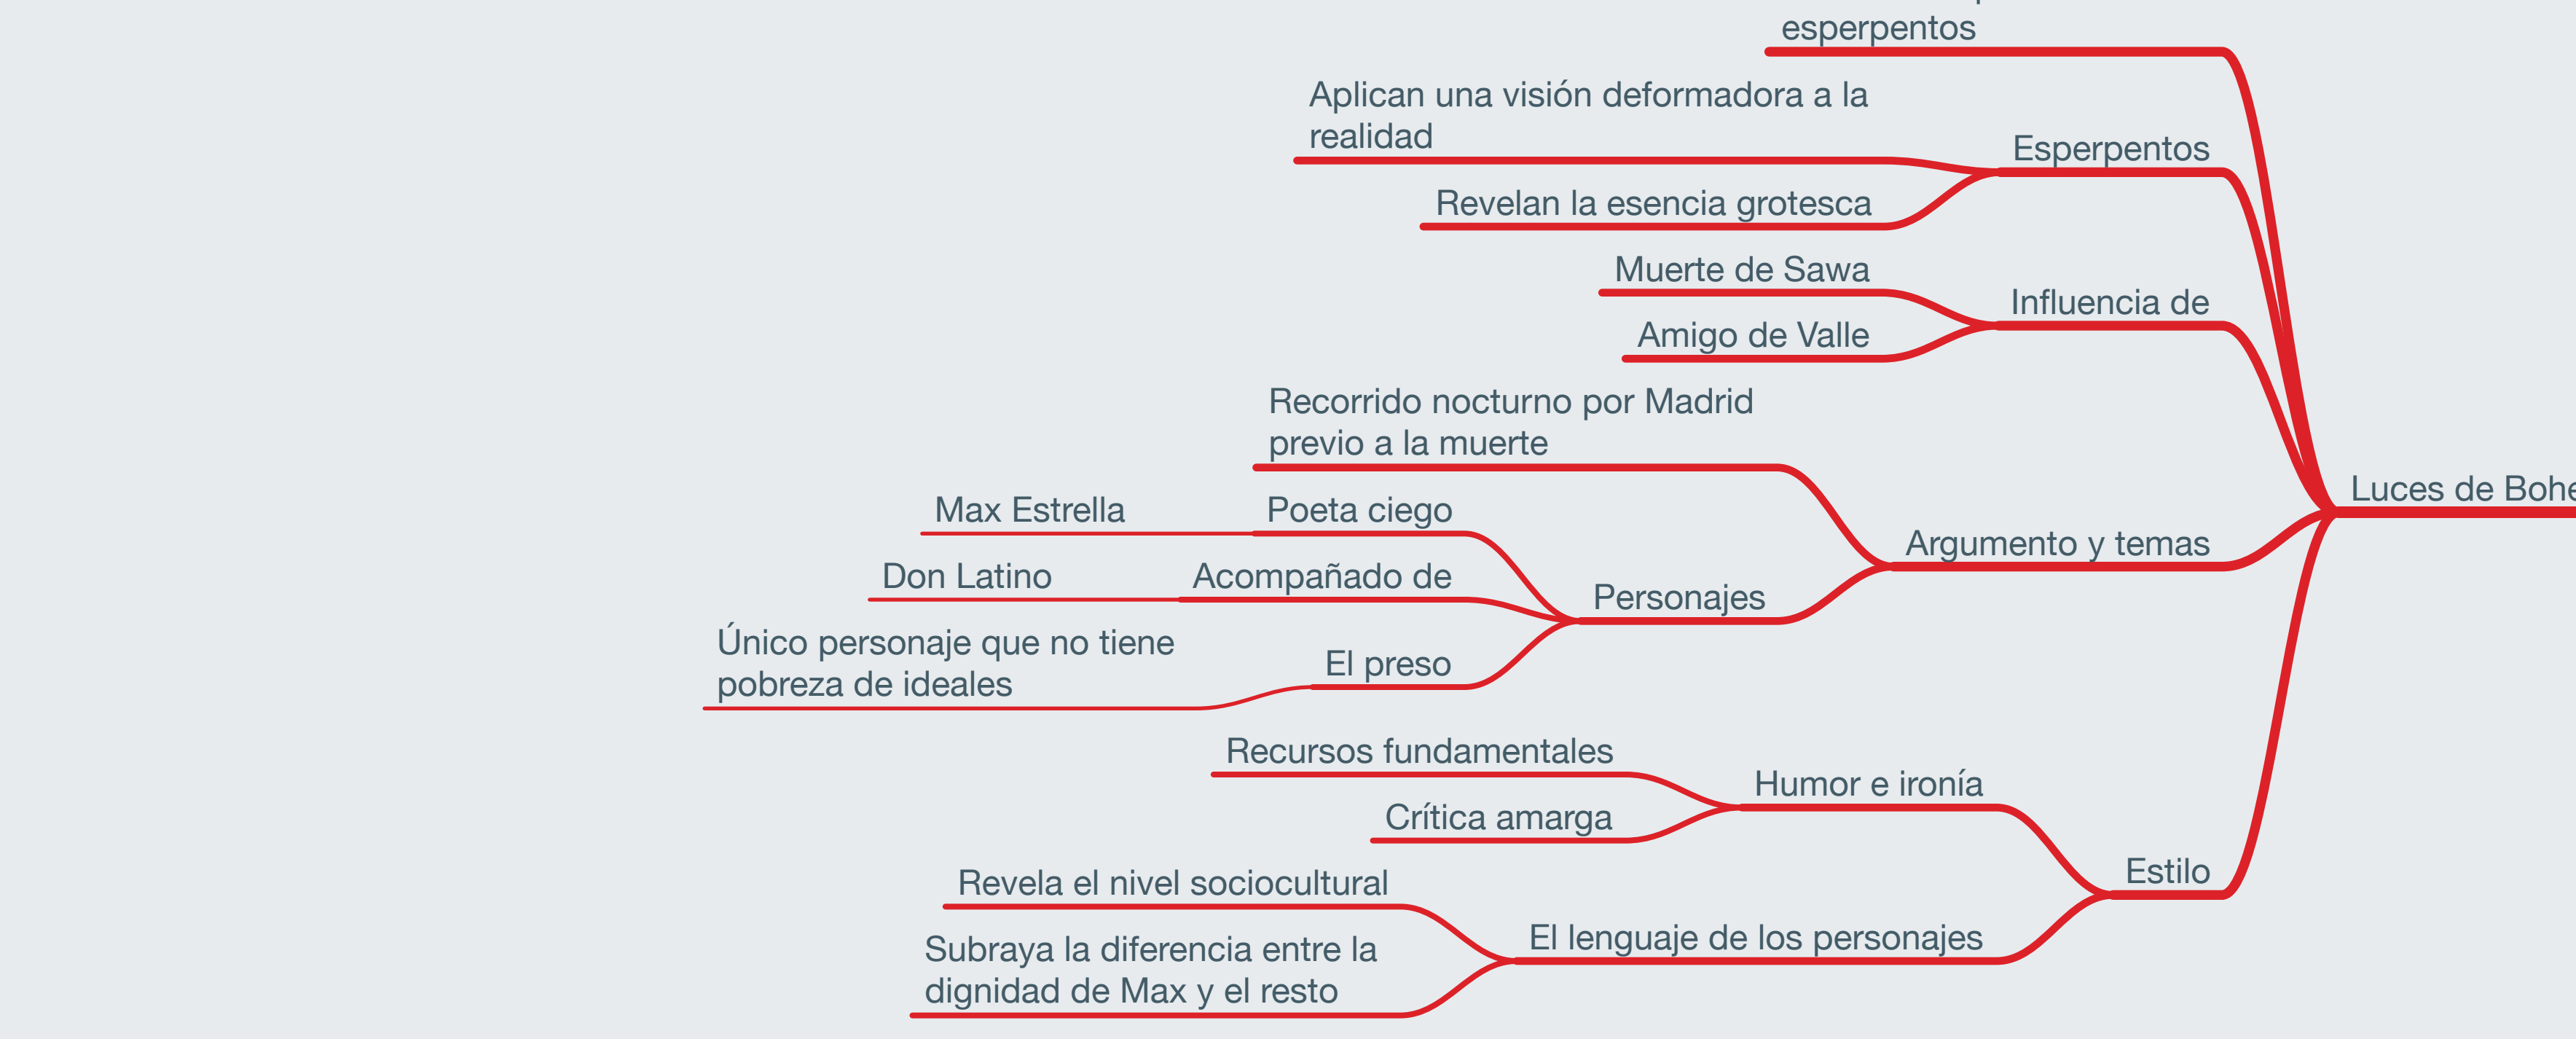 esperpentos
Aplican una visión deformadora a la
realidad
Esperpentos
Revelan la esencia grotesca
Muerte de Sawa
Influencia de
Amigo de Valle
Recorrido nocturno por Madrid
previo a la muerte
Luces de
Max Estrella
Poeta ciego
Argumento y temas
Don Latino
Acompañado de
Personajes
Único personaje que no tiene
pobreza de ideales
El preso
Recursos fundamentales
Humor e ironía
Crítica amarga
Estilo
Revela el nivel sociocultural
El lenguaje de los personajes
Subraya la diferencia entre la
dignidad de Max y el resto